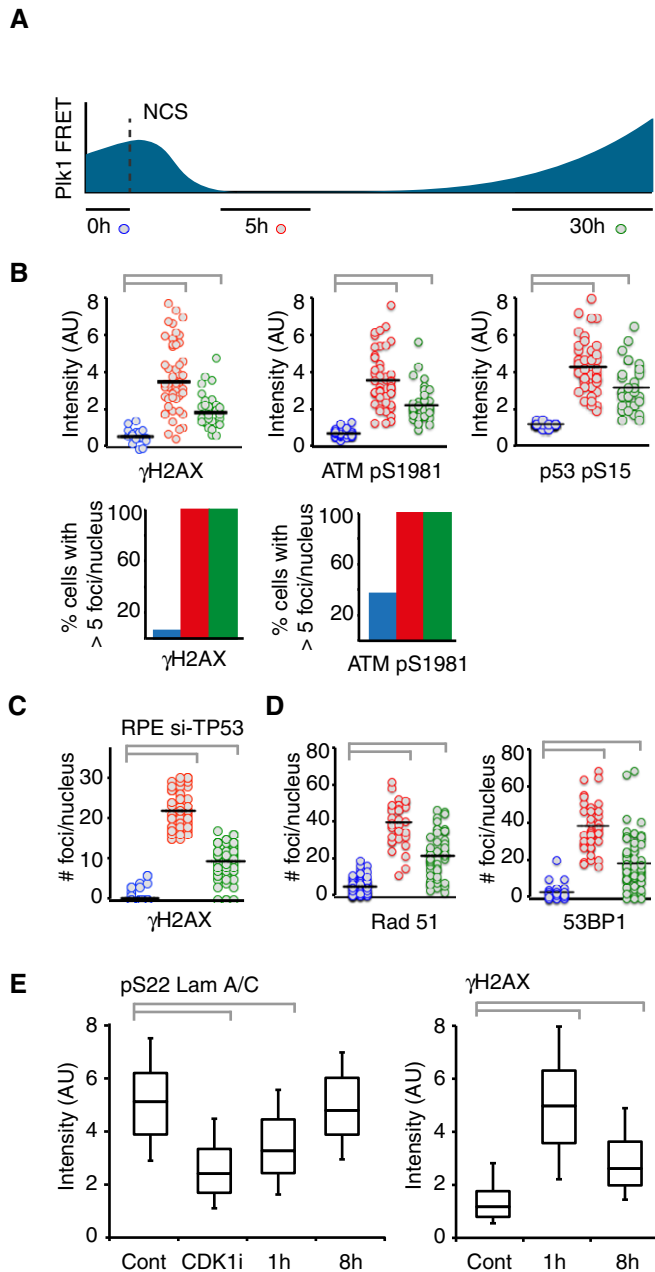 A
Plk1 FRET
NCS
0h
5h
30h
B
Intensity (AU)
8
6
4
2
0
γH2AX
Intensity (AU)
8
6
4
2
0
ATM pS1981
Intensity (AU)
8
6
4
2
0
p53 pS15
% cells with
> 5 foci/nucleus
100
60
20
γH2AX
% cells with
> 5 foci/nucleus
100
60
20
ATM pS1981
C
RPE si-TP53
# foci/nucleus
30
20
10
0
γH2AX
D
# foci/nucleus
80
60
40
20
0
Rad 51
# foci/nucleus
80
60
40
20
0
53BP1
E
pS22 Lam A/C
Intensity (AU)
8
6
4
2
0
Cont CDK1i 1h 8h
γH2AX
Intensity (AU)
8
6
4
2
0
Cont 1h 8h